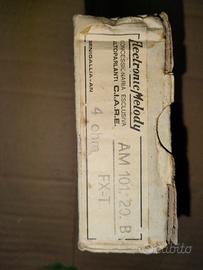 ElectronicMelody
CONCESSIONARIA ESCLUSIVA
ALTOPARLANTI C.I.A.R.E.
SENIGALLIA-AN
AM 101.20.B
4 ohm FX-T
subito